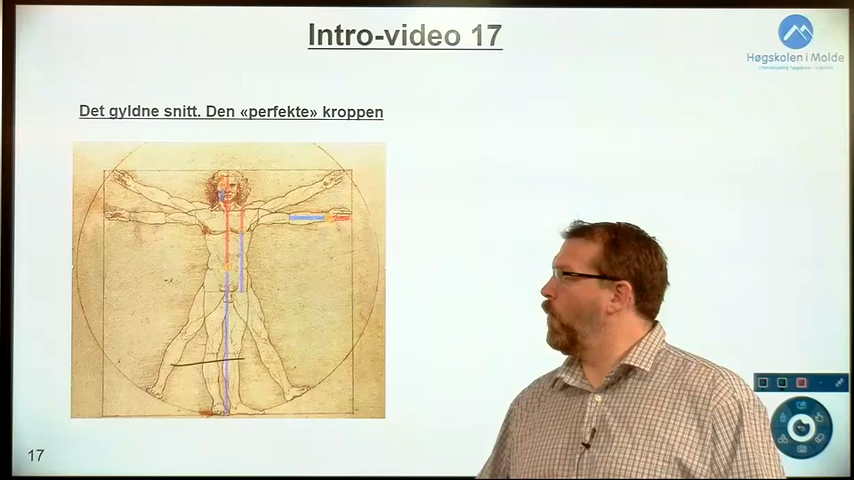 Intro-video 17
Høgskolen i Molde
Det gyldne snitt. Den «perfekte» kroppen
17